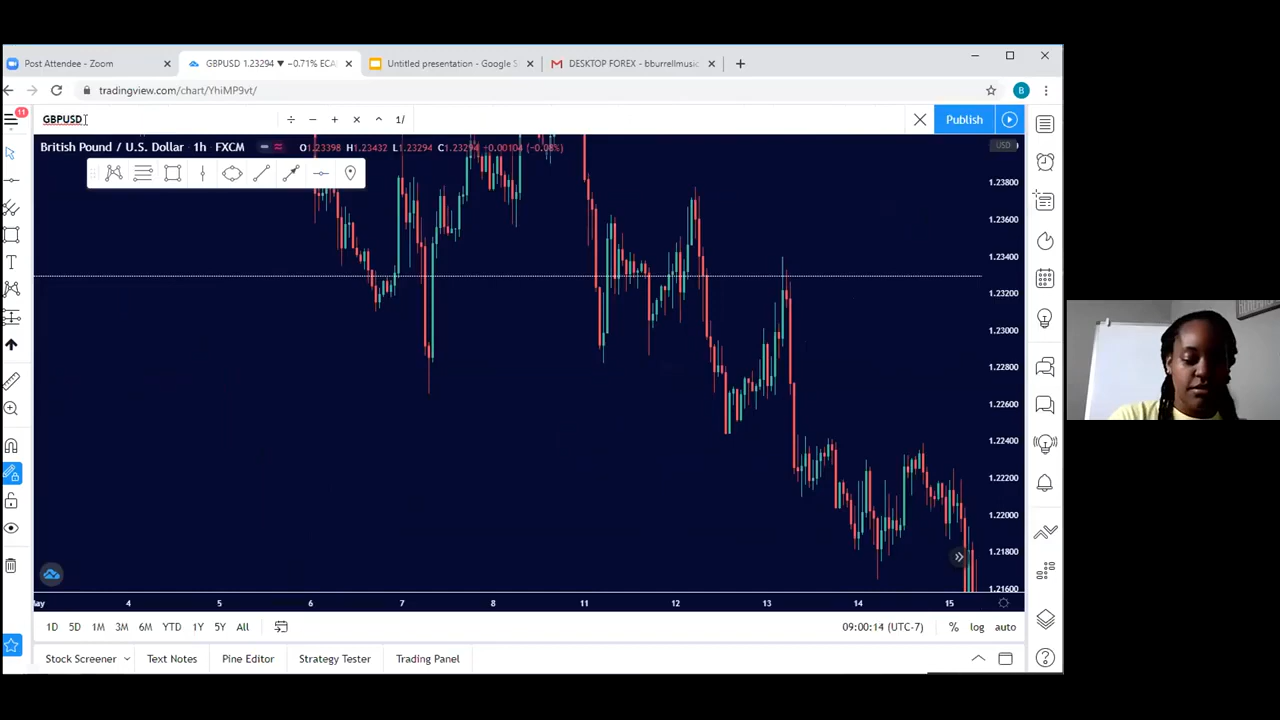 Post Attendee - Zoom
GBPUSD 1.23294 ▼ −0.71% ECA
Untitled presentation - Google S
DESKTOP FOREX - bburrellmusic
tradingview.com/chart/YhiMP9vt/
B
11
GBPUSD
1/
Publish
British Pound / U.S. Dollar 1h · FXCM
O1.23398 H1.23432 L1.23294 C1.23294 −0.00104 (−0.08%)
USD
1.23800
1.23600
1.23400
1.23200
1.23000
1.22800
1.22600
1.22400
1.22200
1.22000
1.21800
1.21600
May 4 5 6 7 8 11 12 13 14 15
1D 5D 1M 3M 6M YTD 1Y 5Y All
09:00:14 (UTC-7)
% log auto
Stock Screener Text Notes Pine Editor Strategy Tester Trading Panel